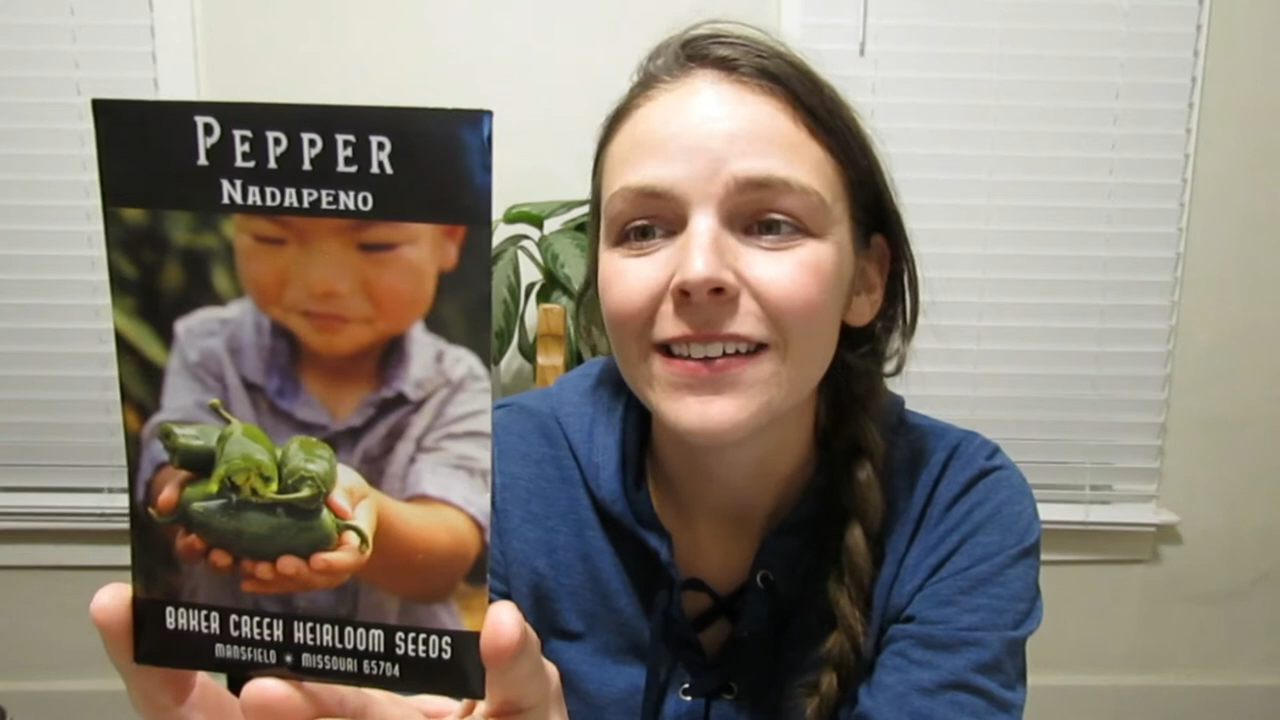 PEPPER
NADAPENO
BAKER CREEK HEIRLOOM SEEDS
MANSFIELD * MISSOURI 65704